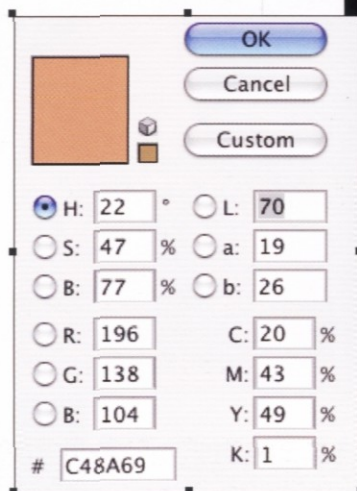 OK
Cancel
Custom
H: 22 ° L: 70
S: 47 % a: 19
B: 77 % b: 26
R: 196 C: 20 %
G: 138 M: 43 %
B: 104 Y: 49 %
# C48A69 K: 1 %